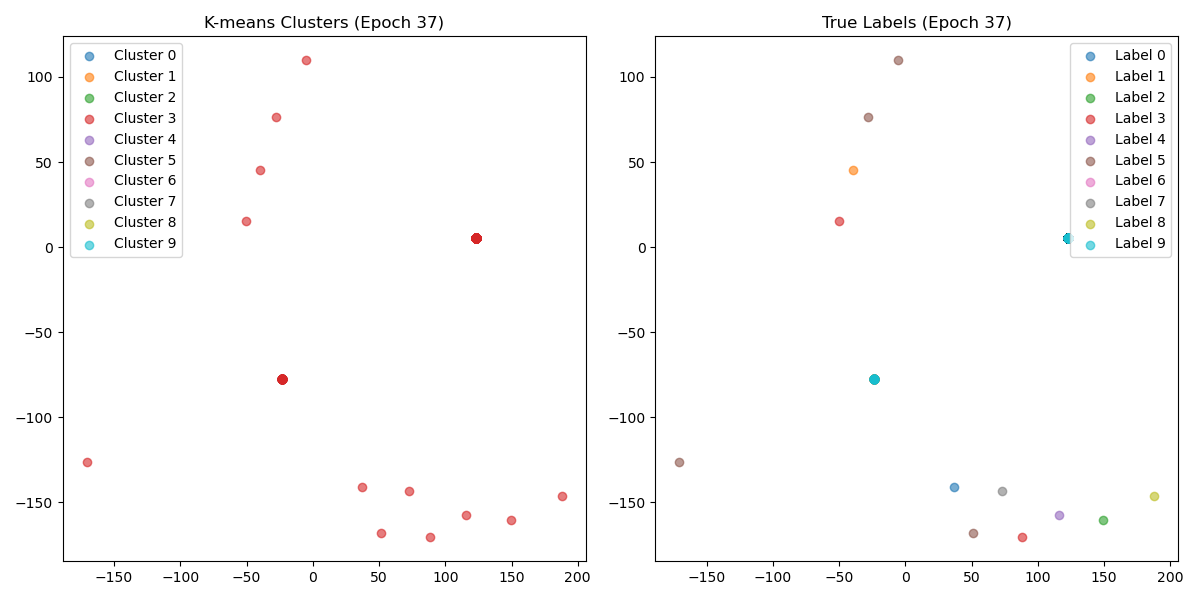 K-means Clusters (Epoch 37)
Cluster 0
Cluster 1
Cluster 2
Cluster 3
Cluster 4
Cluster 5
Cluster 6
Cluster 7
Cluster 8
Cluster 9
100
50
0
−50
−100
−150
−150
−100
−50
0
50
100
150
200
True Labels (Epoch 37)
Label 0
Label 1
Label 2
Label 3
Label 4
Label 5
Label 6
Label 7
Label 8
Label 9
100
50
0
−50
−100
−150
−150
−100
−50
0
50
100
150
200